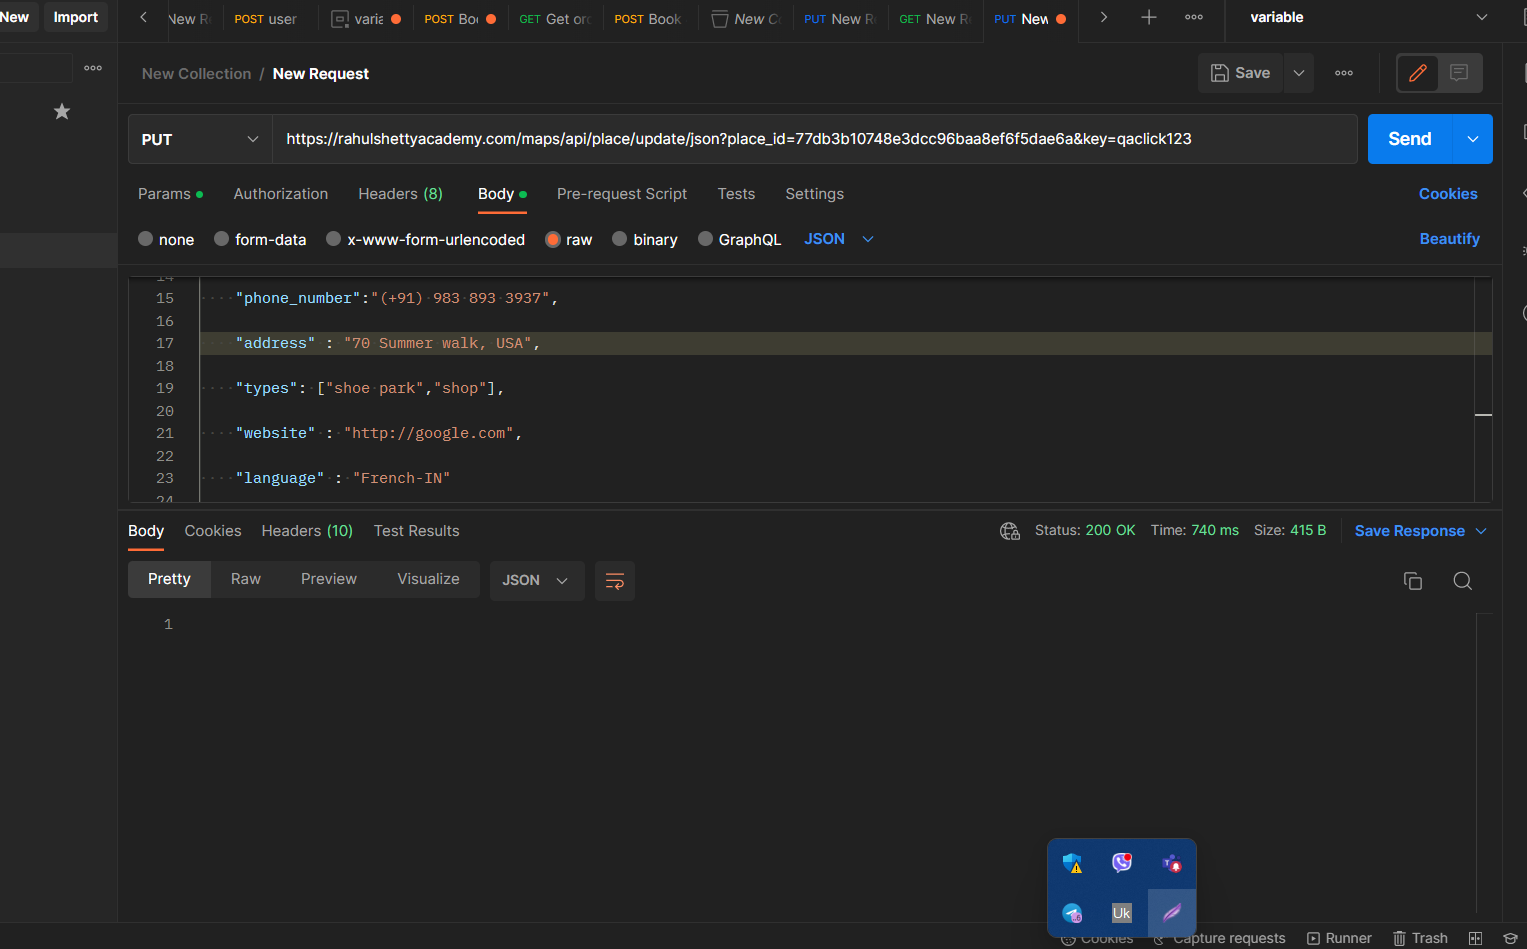 New Import New R POST user varia POST Boo GET Get or POST Book New C PUT New R GET New R PUT New variable
New Collection / New Request Save
PUT https://rahulshettyacademy.com/maps/api/place/update/json?place_id=77db3b10748e3dcc96baa8ef6f5dae6a&key=qaclick123 Send
Params Authorization Headers (8) Body Pre-request Script Tests Settings Cookies
none form-data x-www-form-urlencoded raw binary GraphQL JSON Beautify
14
15 "phone_number":"(+91) 983 893 3937",
16
17 "address" : "70 Summer walk, USA",
18
19 "types": ["shoe park","shop"],
20
21 "website" : "http://google.com",
22
23 "language" : "French-IN"
24
Body Cookies Headers (10) Test Results Status: 200 OK Time: 740 ms Size: 415 B Save Response
Pretty Raw Preview Visualize JSON
1
Uk
Cookies Capture requests Runner Trash